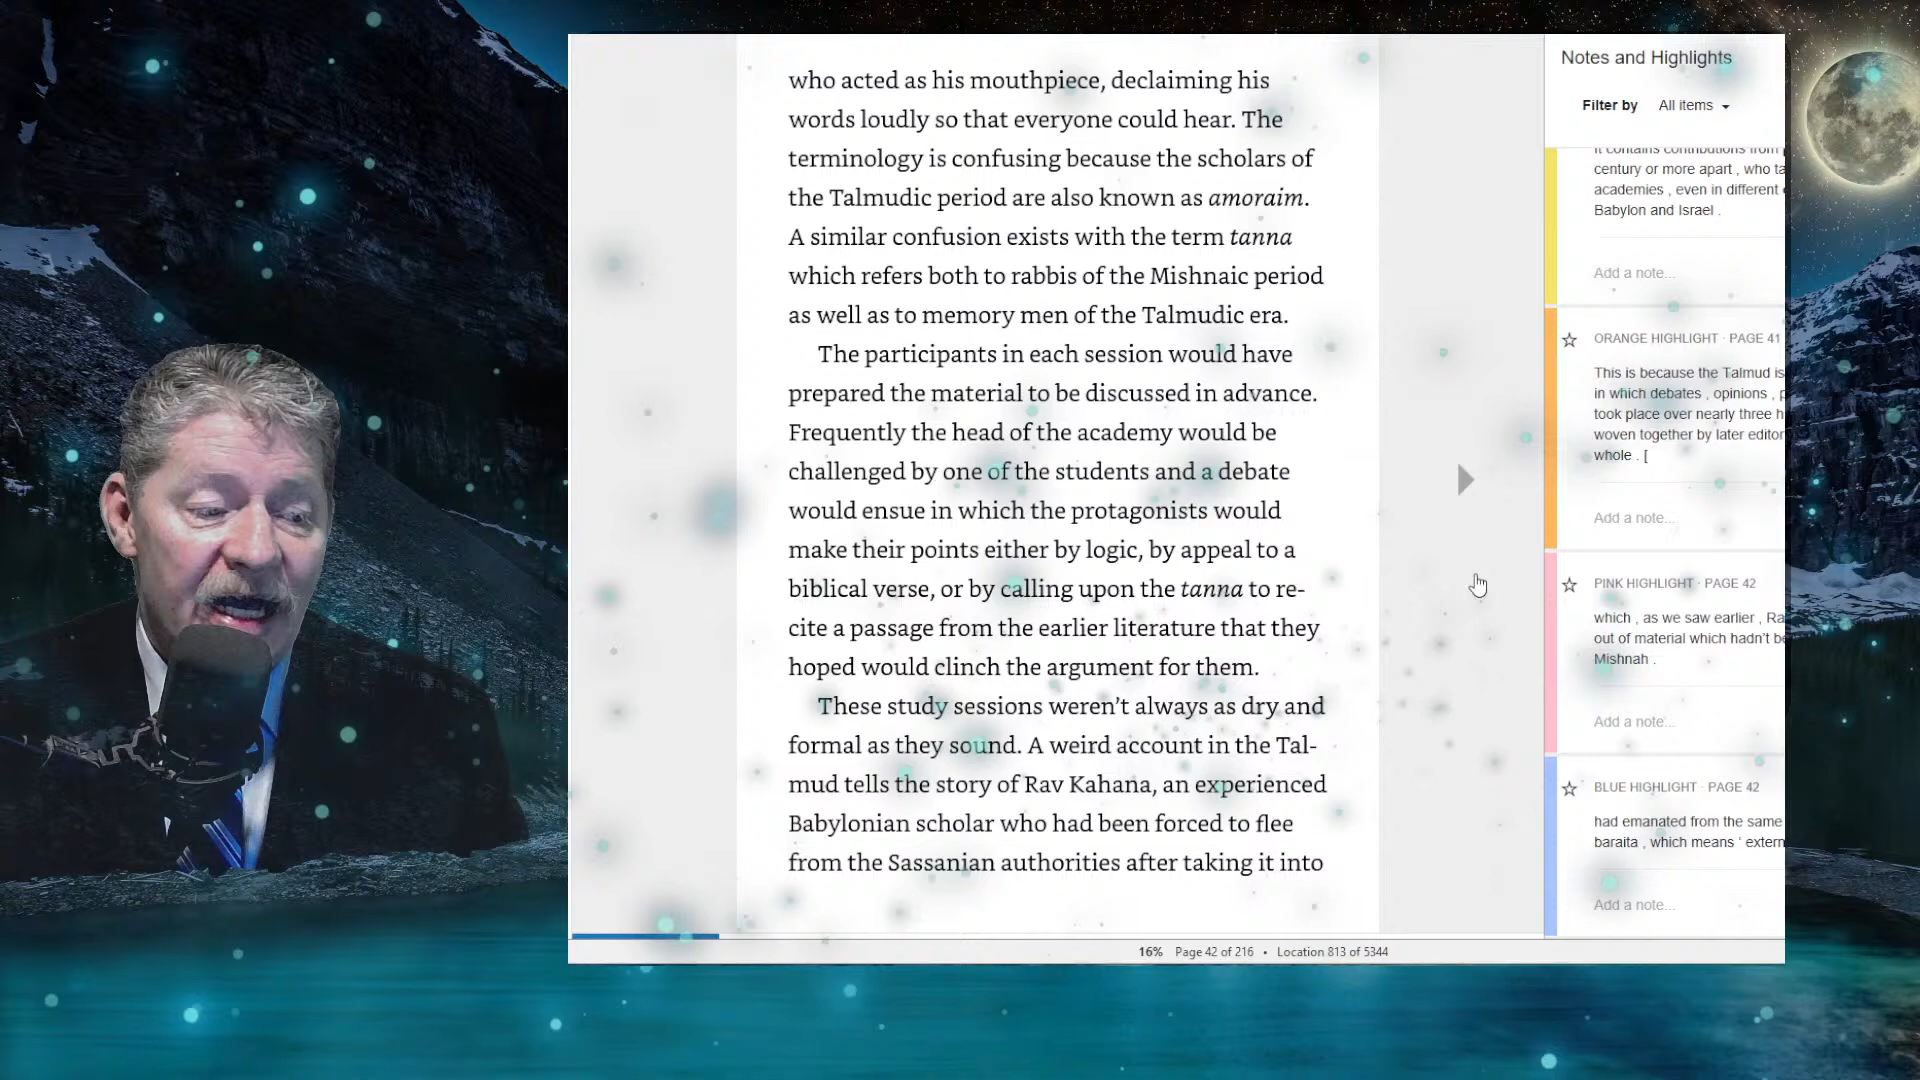 who acted as his mouthpiece, declaiming his
words loudly so that everyone could hear. The
terminology is confusing because the scholars of
the Talmudic period are also known as amoraim.
A similar confusion exists with the term tanna
which refers both to rabbis of the Mishnaic period
as well as to memory men of the Talmudic era.
The participants in each session would have
prepared the material to be discussed in advance.
Frequently the head of the academy would be
challenged by one of the students and a debate
would ensue in which the protagonists would
make their points either by logic, by appeal to a
biblical verse, or by calling upon the tanna to re-
cite a passage from the earlier literature that they
hoped would clinch the argument for them.
These study sessions weren't always as dry and
formal as they sound. A weird account in the Tal-
mud tells the story of Rav Kahana, an experienced
Babylonian scholar who had been forced to flee
from the Sassanian authorities after taking it into
16% Page 42 of 216 • Location 813 of 5344
Notes and Highlights
Filter by All items
It contains contributions from
century or more apart , who ta
academies , even in different
Babylon and Israel .
Add a note...
ORANGE HIGHLIGHT · PAGE 41
This is because the Talmud is
in which debates , opinions , p
took place over nearly three h
woven together by later editor
whole . [
Add a note...
PINK HIGHLIGHT · PAGE 42
which , as we saw earlier , Ra
out of material which hadn't be
Mishnah .
Add a note...
BLUE HIGHLIGHT · PAGE 42
had emanated from the same
baraita , which means ' extern
Add a note...